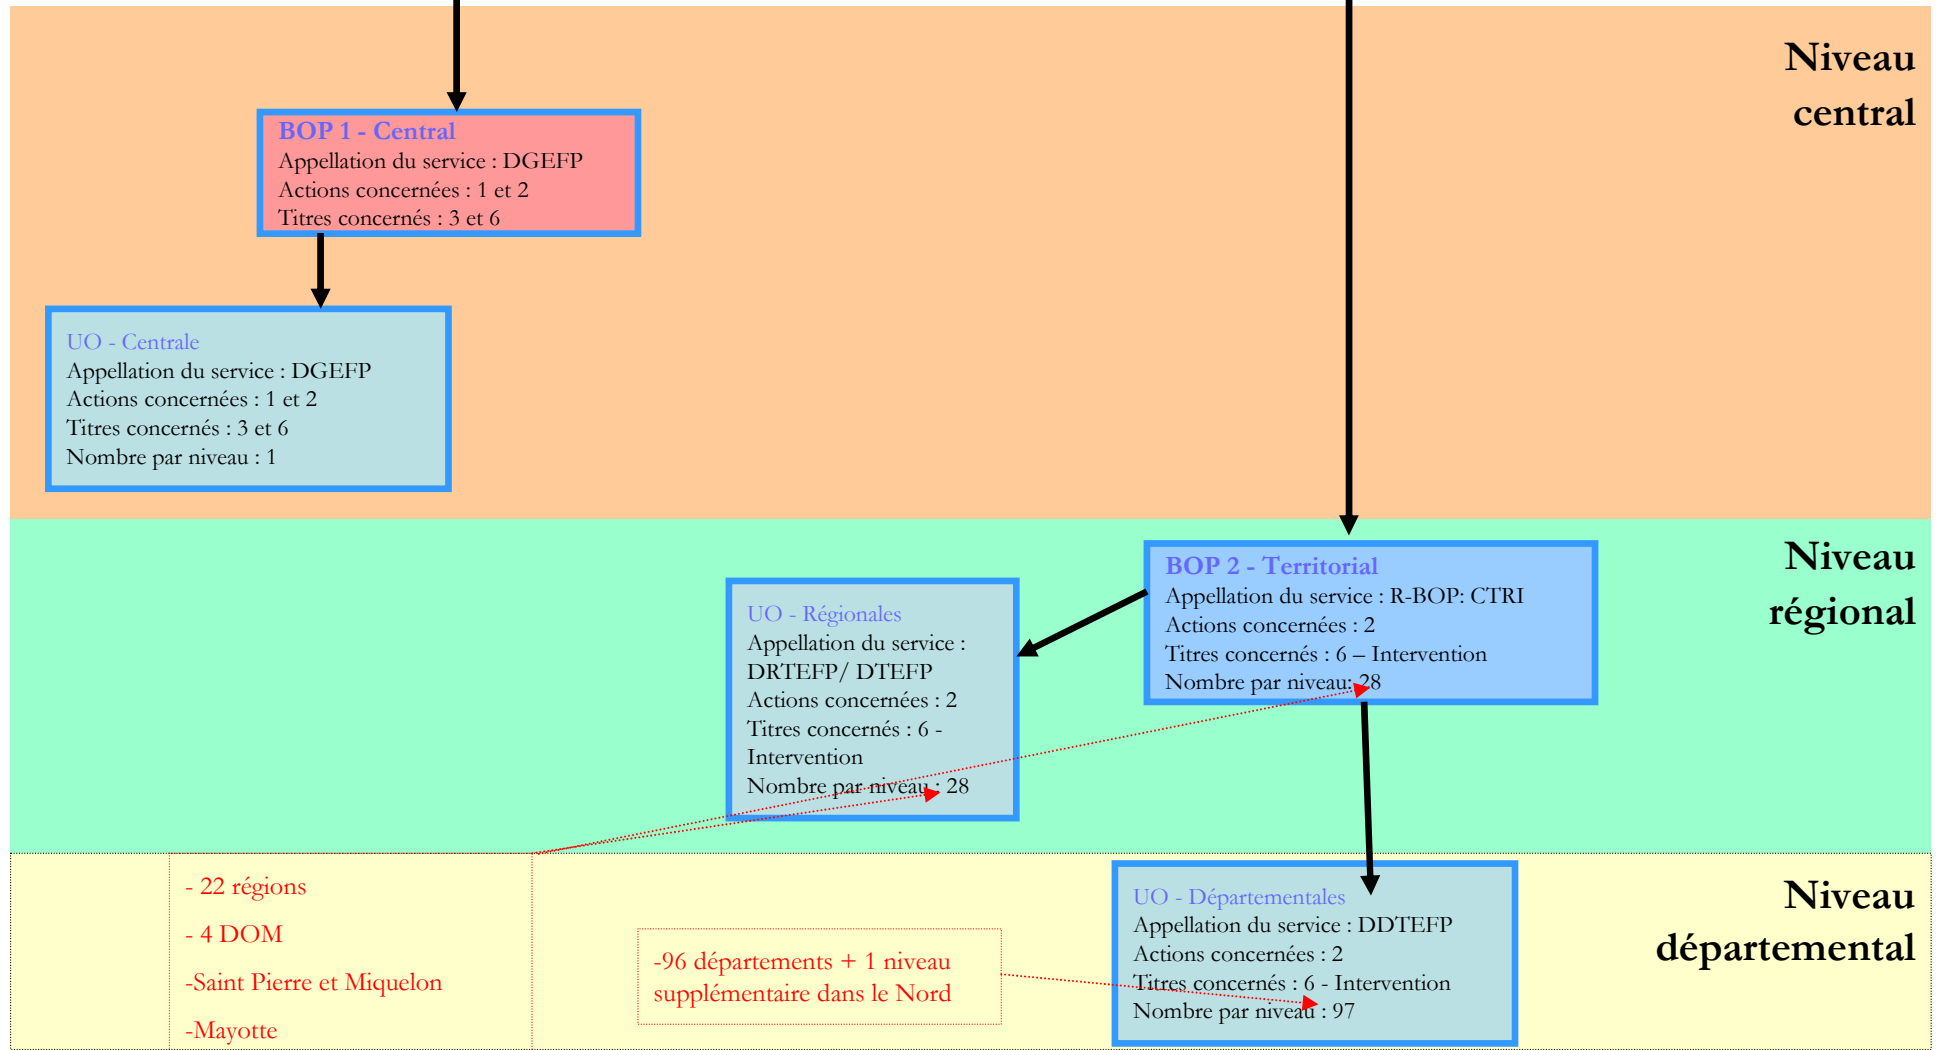 Niveau
central
BOP 1 - Central
Appellation du service : DGEFP
Actions concernées : 1 et 2
Titres concernés : 3 et 6
UO - Centrale
Appellation du service : DGEFP
Actions concernées : 1 et 2
Titres concernés : 3 et 6
Nombre par niveau : 1
Niveau
régional
BOP 2 - Territorial
Appellation du service : R-BOP: CTRI
Actions concernées : 2
Titres concernés : 6 – Intervention
Nombre par niveau: 28
UO - Régionales
Appellation du service :
DRTEFP/ DTEFP
Actions concernées : 2
Titres concernés : 6 -
Intervention
Nombre par niveau : 28
Niveau
départemental
- 22 régions
- 4 DOM
-Saint Pierre et Miquelon
-Mayotte
-96 départements + 1 niveau
supplémentaire dans le Nord
UO - Départementales
Appellation du service : DDTEFP
Actions concernées : 2
Titres concernés : 6 - Intervention
Nombre par niveau : 97